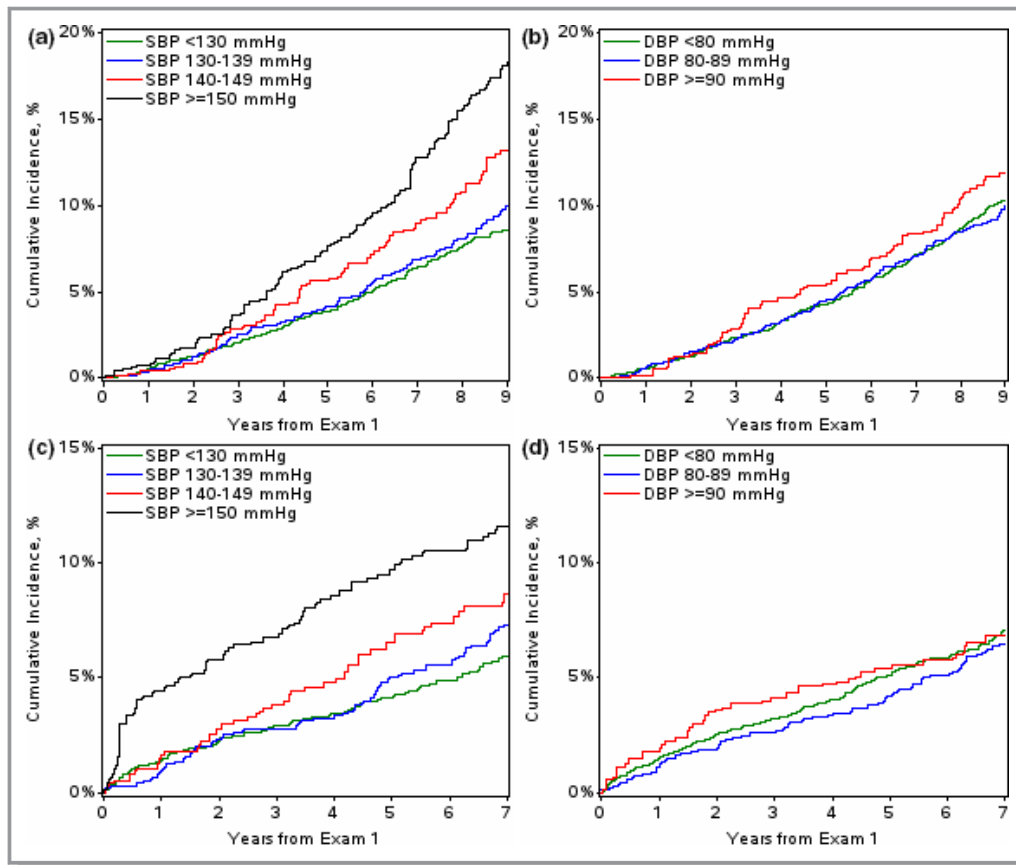 (a)
SBP <130 mmHg
SBP 130-139 mmHg
SBP 140-149 mmHg
SBP >=150 mmHg
20%
15%
10%
5%
0%
Cumulative Incidence, %
0 1 2 3 4 5 6 7 8 9
Years from Exam 1
(b)
DBP <80 mmHg
DBP 80-89 mmHg
DBP >=90 mmHg
20%
15%
10%
5%
0%
Cumulative Incidence, %
0 1 2 3 4 5 6 7 8 9
Years from Exam 1
(c)
SBP <130 mmHg
SBP 130-139 mmHg
SBP 140-149 mmHg
SBP >=150 mmHg
15%
10%
5%
0%
Cumulative Incidence, %
0 1 2 3 4 5 6 7
Years from Exam 1
(d)
DBP <80 mmHg
DBP 80-89 mmHg
DBP >=90 mmHg
15%
10%
5%
0%
Cumulative Incidence, %
0 1 2 3 4 5 6 7
Years from Exam 1